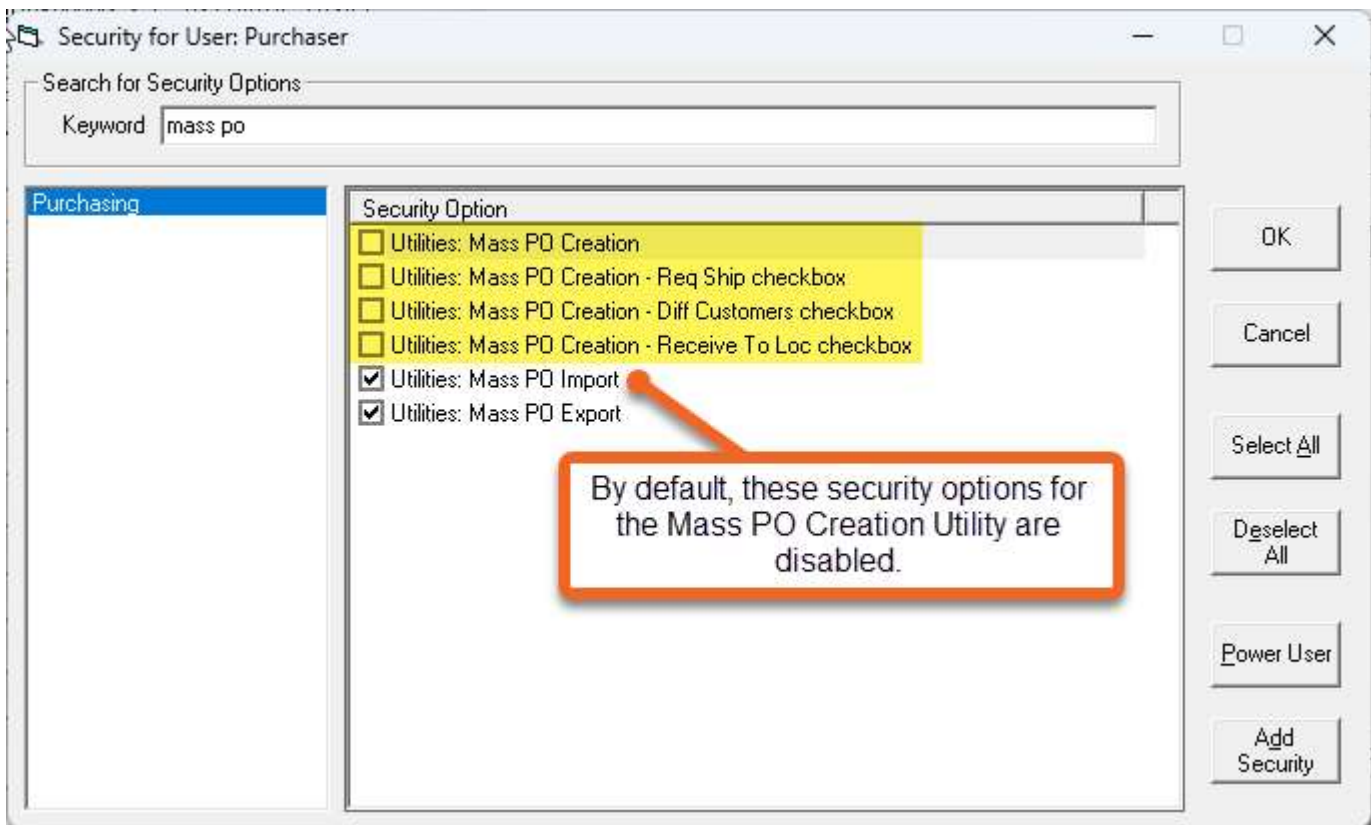 Security for User: Purchaser
Search for Security Options
Keyword mass po
Purchasing
Security Option
Utilities: Mass PO Creation
Utilities: Mass PO Creation - Req Ship checkbox
Utilities: Mass PO Creation - Diff Customers checkbox
Utilities: Mass PO Creation - Receive To Loc checkbox
Utilities: Mass PO Import
Utilities: Mass PO Export
By default, these security options for
the Mass PO Creation Utility are
disabled.
OK
Cancel
Select All
Deselect
All
Power User
Add
Security